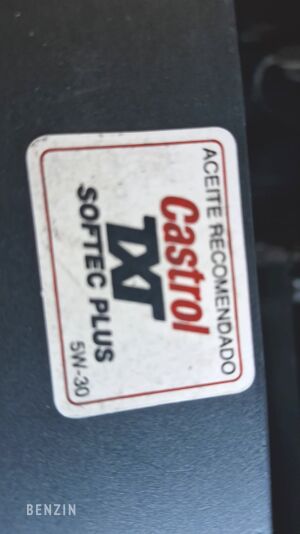 ACEITE RECOMENDADO
Castrol
TXT
SOFTEC PLUS
5W-30
BENZIN